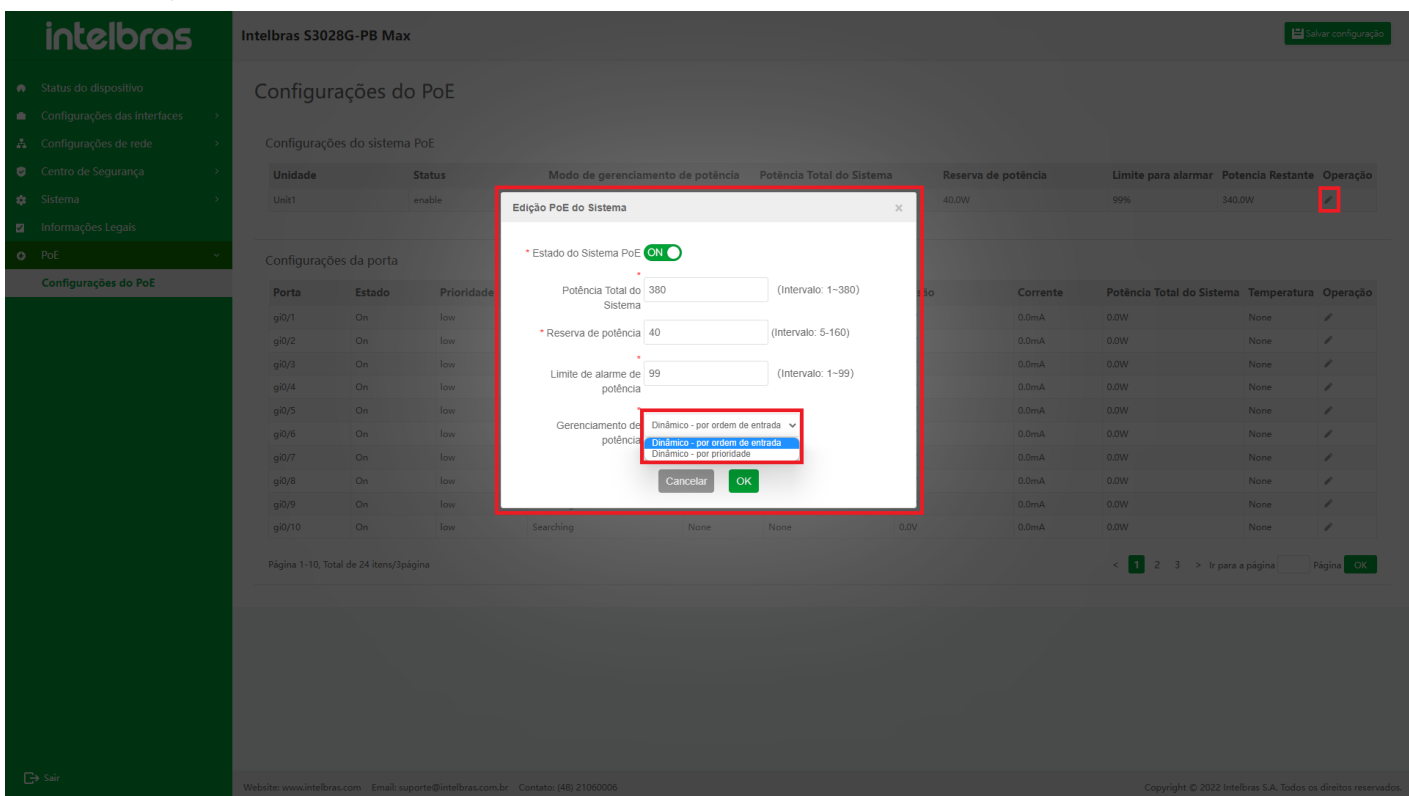 intelbras
Intelbras S3028G-PB Max
Salvar configuração
Status do dispositivo
Configurações das interfaces
Configurações de rede
Centro de Segurança
Sistema
Informações Legais
PoE
Configurações do PoE
Sair
Configurações do PoE
Configurações do sistema PoE
Unidade Status Modo de gerenciamento de potência Potência Total do Sistema Reserva de potência Limite para alarmar Potencia Restante Operação
Unit1 enable 40.0W 99% 340.0W
Edição PoE do Sistema ×
* Estado do Sistema PoE ON
*
Potência Total do 380 (Intervalo: 1~380)
Sistema
* Reserva de potência 40 (Intervalo: 5-160)
*
Limite de alarme de 99 (Intervalo: 1~99)
potência
*
Gerenciamento de Dinâmico - por ordem de entrada
potência Dinâmico - por ordem de entrada
Dinâmico - por prioridade
Cancelar OK
Configurações da porta
Porta Estado Prioridade Corrente Potência Total do Sistema Temperatura Operação
gi0/1 On low 0.0mA 0.0W None
gi0/2 On low 0.0mA 0.0W None
gi0/3 On low 0.0mA 0.0W None
gi0/4 On low 0.0mA 0.0W None
gi0/5 On low 0.0mA 0.0W None
gi0/6 On low 0.0mA 0.0W None
gi0/7 On low 0.0mA 0.0W None
gi0/8 On low 0.0mA 0.0W None
gi0/9 On low 0.0mA 0.0W None
gi0/10 On low Searching None None 0.0V 0.0mA 0.0W None
Página 1-10, Total de 24 itens/3página < 1 2 3 > Ir para a página Página OK
Website: www.intelbras.com Email: suporte@intelbras.com.br Contato: (48) 21060006 Copyright © 2022 Intelbras S.A. Todos os direitos reservados.